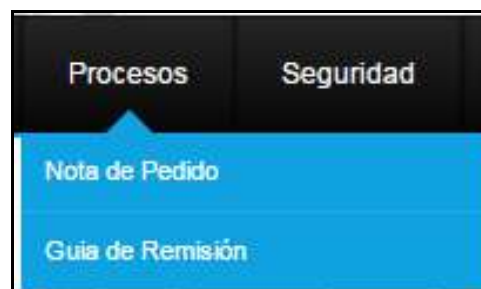 Procesos Seguridad
Nota de Pedido
Guia de Remisión